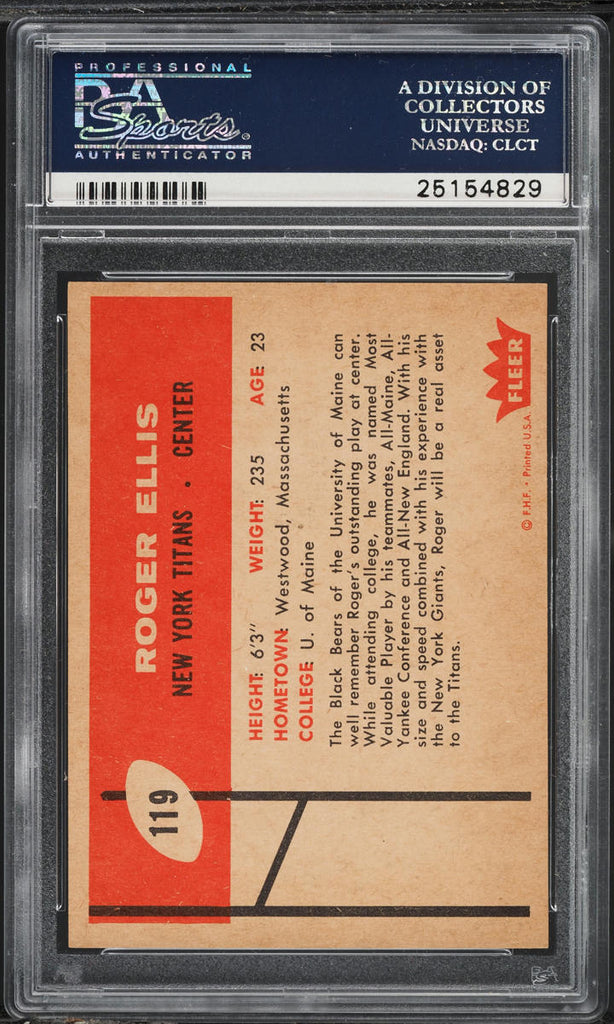 PROFESSIONAL
PSA
Sports
AUTHENTICATOR
A DIVISION OF
COLLECTORS
UNIVERSE
NASDAQ: CLCT
25154829
119
ROGER ELLIS
NEW YORK TITANS • CENTER
HEIGHT: 6'3" WEIGHT: 235 AGE: 23
HOMETOWN: Westwood, Massachusetts
COLLEGE: U. of Maine
The Black Bears of the University of Maine can
well remember Roger's outstanding play at center.
While attending college, he was named Most
Valuable Player by his teammates, All-Maine, All-
Yankee Conference and All-New England. With his
size and speed combined with his experience with
the New York Giants, Roger will be a real asset
to the Titans.
FLEER
© F.H.F. • Printed U.S.A.